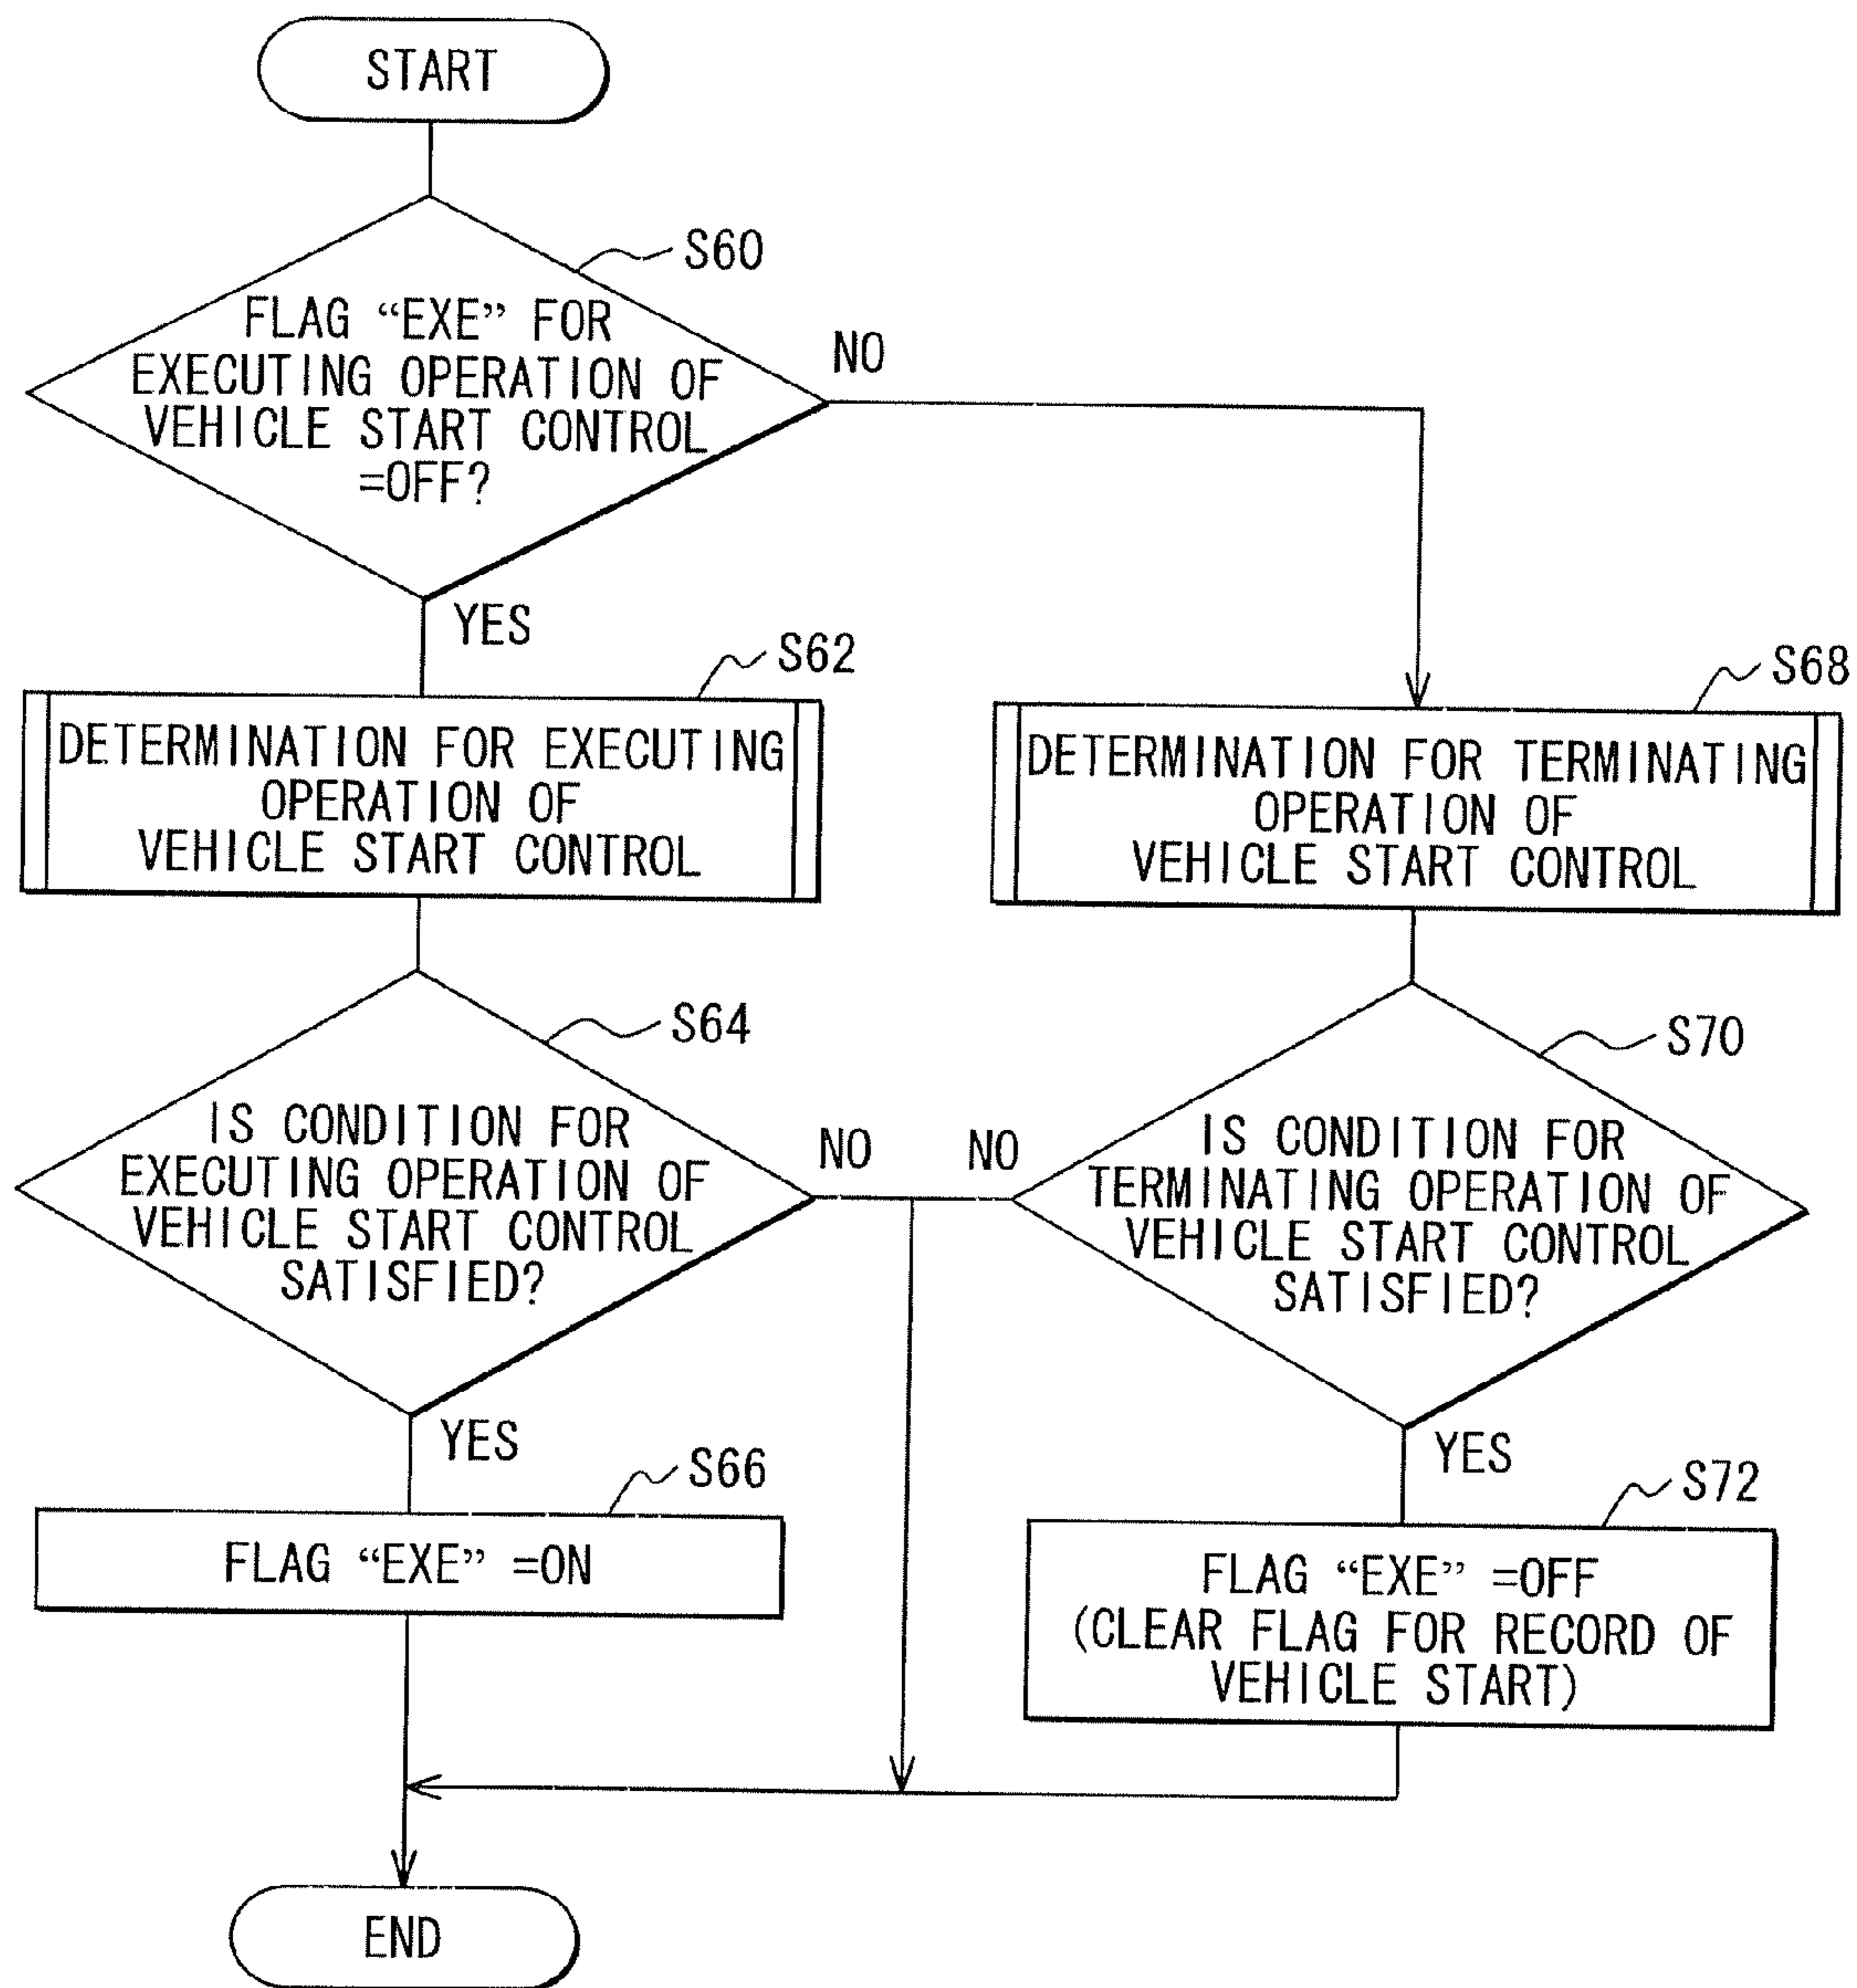 START
S60
FLAG “EXE” FOR
EXECUTING OPERATION OF
VEHICLE START CONTROL
=OFF?
NO
YES
S62
DETERMINATION FOR EXECUTING
OPERATION OF
VEHICLE START CONTROL
S68
DETERMINATION FOR TERMINATING
OPERATION OF
VEHICLE START CONTROL
S64
IS CONDITION FOR
EXECUTING OPERATION OF
VEHICLE START CONTROL
SATISFIED?
NO
YES
S70
NO
IS CONDITION FOR
TERMINATING OPERATION OF
VEHICLE START CONTROL
SATISFIED?
YES
S66
FLAG “EXE” =ON
S72
FLAG “EXE” =OFF
(CLEAR FLAG FOR RECORD OF
VEHICLE START)
END